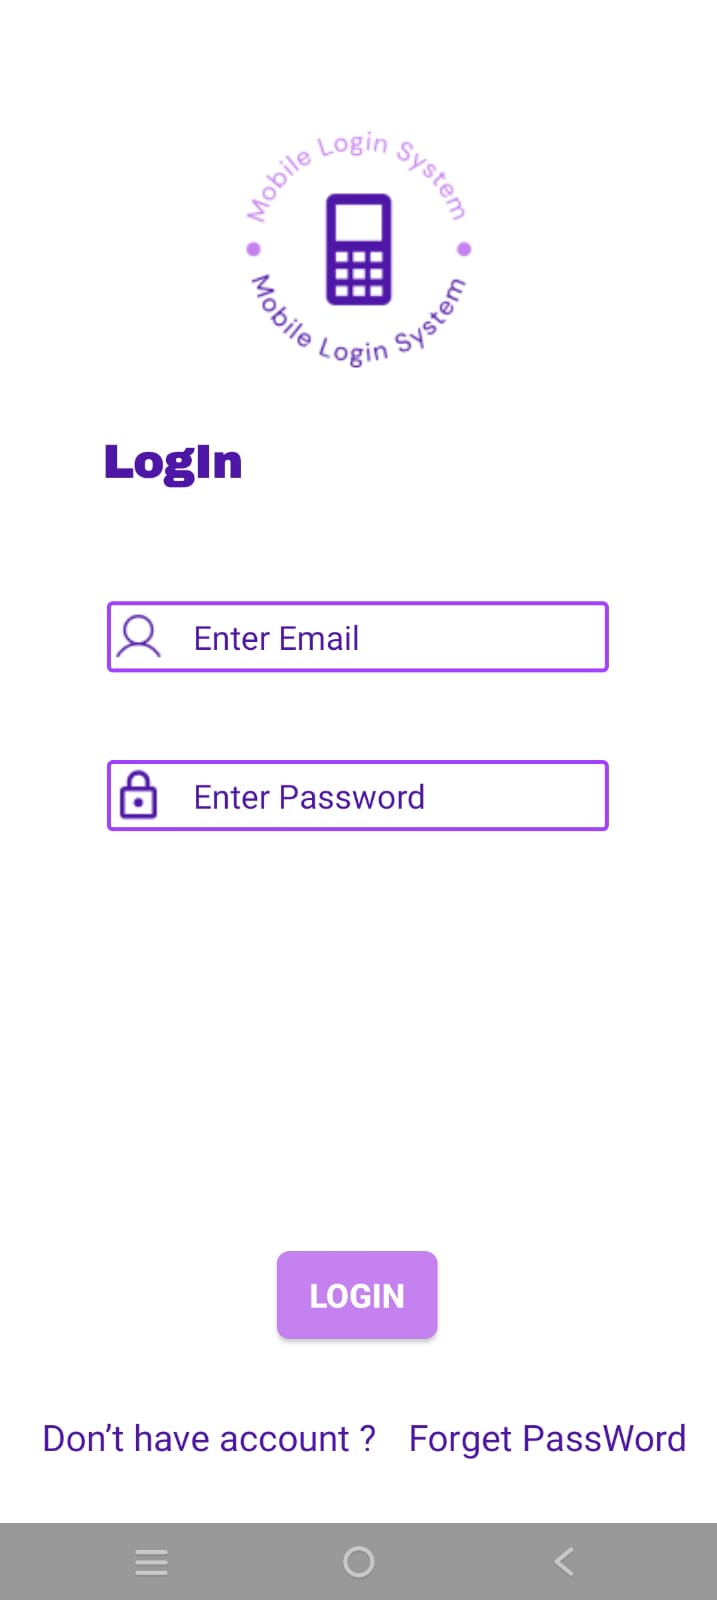 Mobile Login System
Mobile Login System
LogIn
Enter Email
Enter Password
LOGIN
Don’t have account ? Forget PassWord